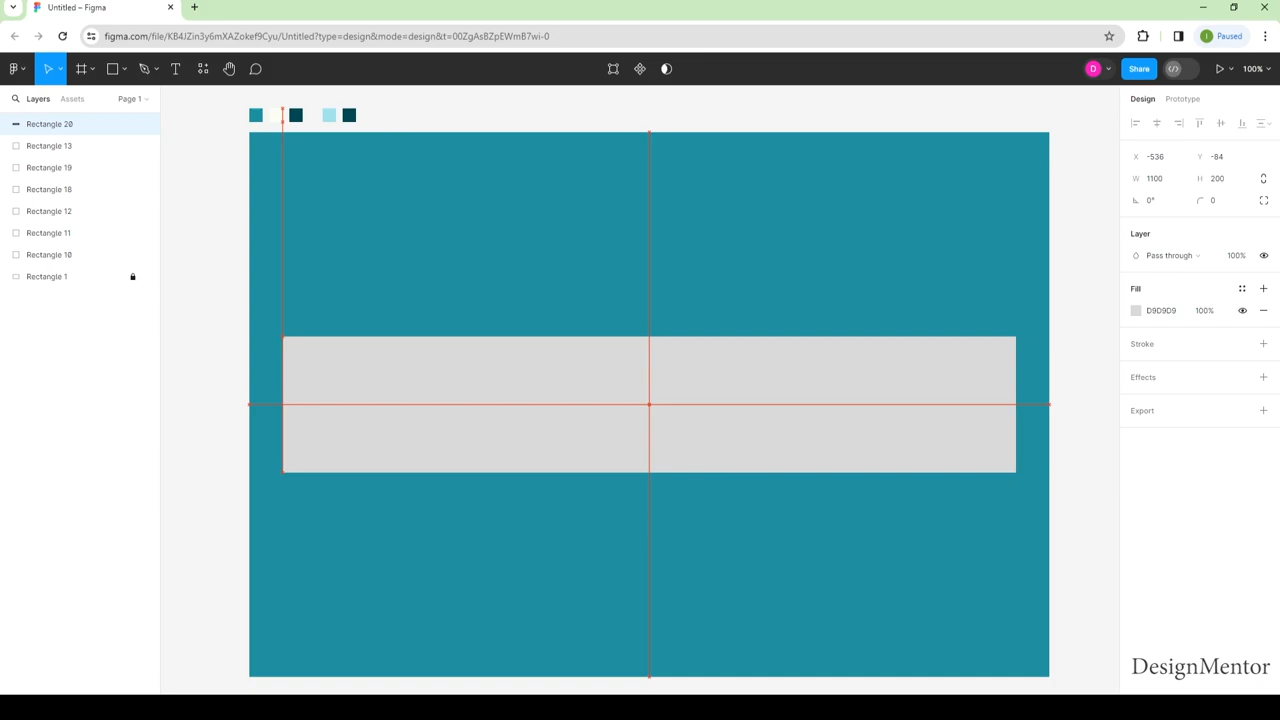 Untitled – Figma
figma.com/file/KB4JZin3y6mXAZokef9Cyu/Untitled?type=design&mode=design&t=00ZgAsBZpEWmB7wi-0
I Paused
D Share 100%
Layers Assets Page 1
Rectangle 20
Rectangle 13
Rectangle 19
Rectangle 18
Rectangle 12
Rectangle 11
Rectangle 10
Rectangle 1
Design Prototype
X -536 Y -84
W 1100 H 200
0° 0
Layer
Pass through 100%
Fill
D9D9D9 100%
Stroke
Effects
Export
DesignMentor